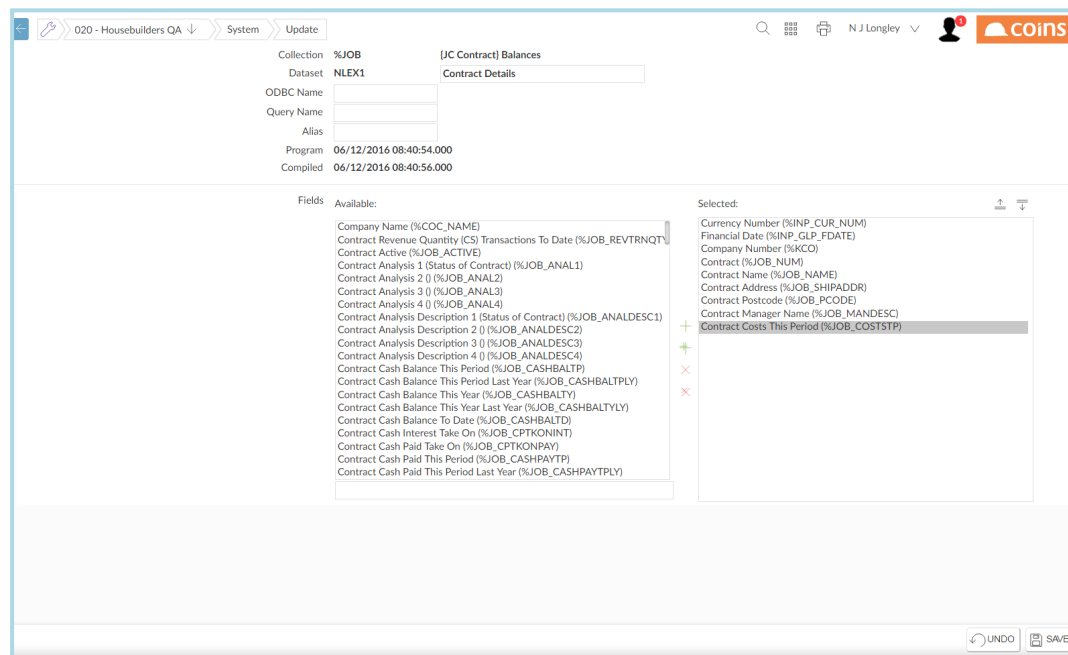 020 - Housebuilders QA System Update N J Longley 1 coins
Collection %JOB {JC Contract} Balances
Dataset NLEX1 Contract Details
ODBC Name
Query Name
Alias
Program 06/12/2016 08:40:54.000
Compiled 06/12/2016 08:40:56.000
Fields Available: Selected:
Company Name (%COC_NAME)
Contract Revenue Quantity (CS) Transactions To Date (%JOB_REVTRNQTY
Contract Active (%JOB_ACTIVE)
Contract Analysis 1 (Status of Contract) (%JOB_ANAL1)
Contract Analysis 2 () (%JOB_ANAL2)
Contract Analysis 3 () (%JOB_ANAL3)
Contract Analysis 4 () (%JOB_ANAL4)
Contract Analysis Description 1 (Status of Contract) (%JOB_ANALDESC1)
Contract Analysis Description 2 () (%JOB_ANALDESC2)
Contract Analysis Description 3 () (%JOB_ANALDESC3)
Contract Analysis Description 4 () (%JOB_ANALDESC4)
Contract Cash Balance This Period (%JOB_CASHBALTP)
Contract Cash Balance This Period Last Year (%JOB_CASHBALTPLY)
Contract Cash Balance This Year (%JOB_CASHBALTY)
Contract Cash Balance This Year Last Year (%JOB_CASHBALTYLY)
Contract Cash Balance To Date (%JOB_CASHBALTD)
Contract Cash Interest Take On (%JOB_CPTKONINT)
Contract Cash Paid Take On (%JOB_CPTKONPAY)
Contract Cash Paid This Period (%JOB_CASHPAYTP)
Contract Cash Paid This Period Last Year (%JOB_CASHPAYTPLY)
Currency Number (%INP_CUR_NUM)
Financial Date (%INP_GLP_FDATE)
Company Number (%KCO)
Contract (%JOB_NUM)
Contract Name (%JOB_NAME)
Contract Address (%JOB_SHIPADDR)
Contract Postcode (%JOB_PCODE)
Contract Manager Name (%JOB_MANDESC)
Contract Costs This Period (%JOB_COSTSTP)
UNDO SAVE